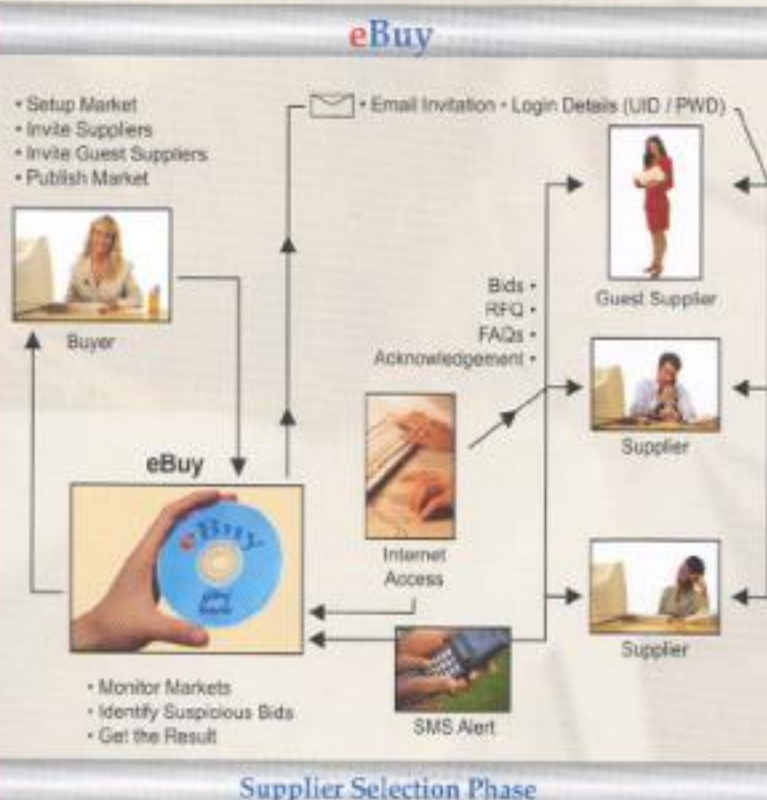 eBuy
• Setup Market
• Invite Suppliers
• Invite Guest Suppliers
• Publish Market
• Email Invitation • Login Details (UID / PWD)
Buyer
Guest Supplier
Bids •
RFQ •
FAQs •
Acknowledgement •
Supplier
eBuy
eBuy
Internet
Access
Supplier
• Monitor Markets
• Identify Suspicious Bids
• Get the Result
SMS Alert
Supplier Selection Phase